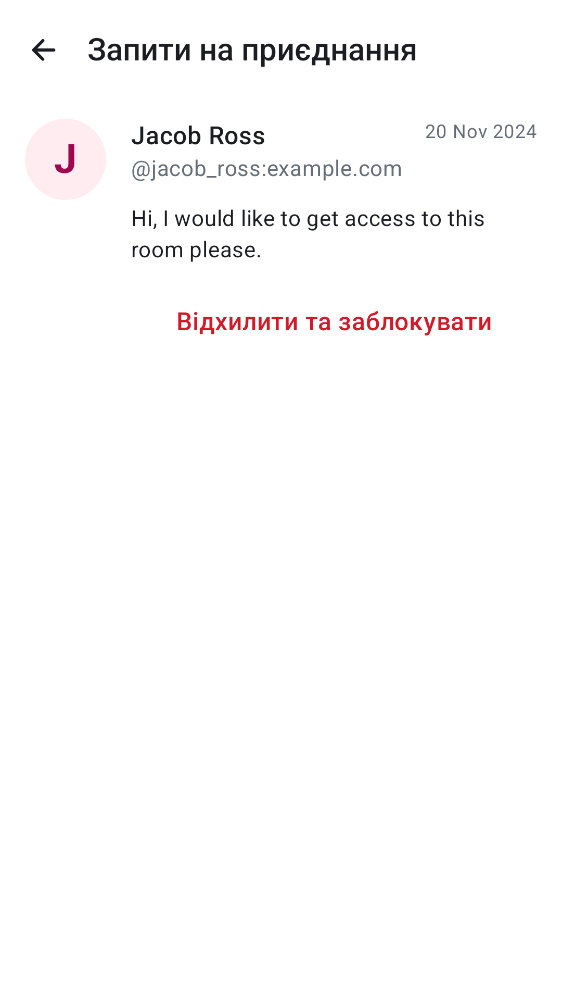 Запити на приєднання
J
Jacob Ross
20 Nov 2024
@jacob_ross:example.com
Hi, I would like to get access to this
room please.
Відхилити та заблокувати